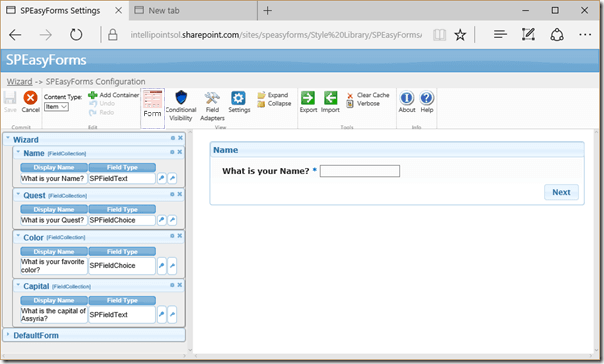 SPEasyForms Settings
New tab
intellipointsol.sharepoint.com/sites/speasyforms/Style%20Library/SPEasyFormsA
SPEasyForms
Wizard -> SPEasyForms Configuration
Save
Cancel
Content Type:
Item
Add Container
Undo
Redo
Form
Conditional Visibility
Field Adapters
Settings
Expand
Collapse
Export
Import
Clear Cache
Verbose
About
Help
Commit
Edit
View
Tools
Info
Wizard
Name [FieldCollection]
Display Name Field Type
What is your Name? SPFieldText
Quest [FieldCollection]
Display Name Field Type
What is your Quest? SPFieldChoice
Color [FieldCollection]
Display Name Field Type
What is your favorite
color?
SPFieldChoice
Capital [FieldCollection]
Display Name Field Type
What is the capital of
Assyria?
SPFieldText
DefaultForm
Name
What is your Name? *
Next